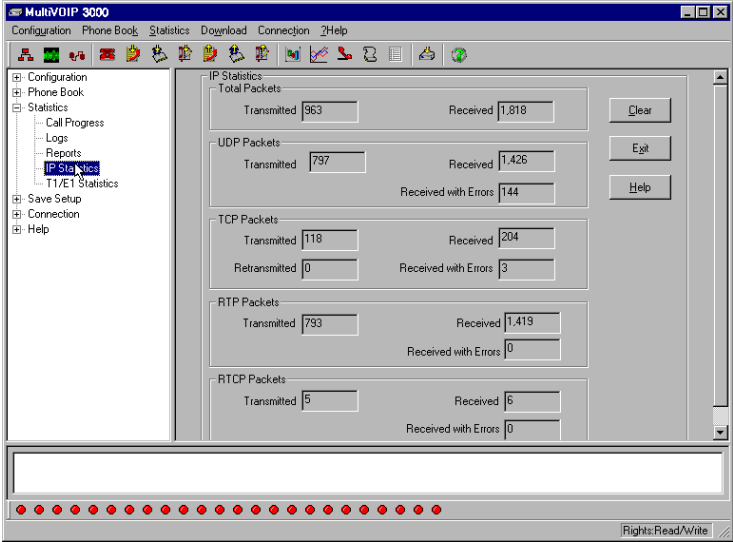 MultiVOIP 3000
Configuration Phone Book Statistics Download Connection ?Help
Configuration
Phone Book
Statistics
Call Progress
Logs
Reports
IP Statistics
T1/E1 Statistics
Save Setup
Connection
Help
IP Statistics
Total Packets
Transmitted 963 Received 1,818
UDP Packets
Transmitted 797 Received 1,426
Received with Errors 144
TCP Packets
Transmitted 118 Received 204
Retransmitted 0 Received with Errors 3
RTP Packets
Transmitted 793 Received 1,419
Received with Errors 0
RTCP Packets
Transmitted 5 Received 6
Received with Errors 0
Clear
Exit
Help
Rights:Read/Write